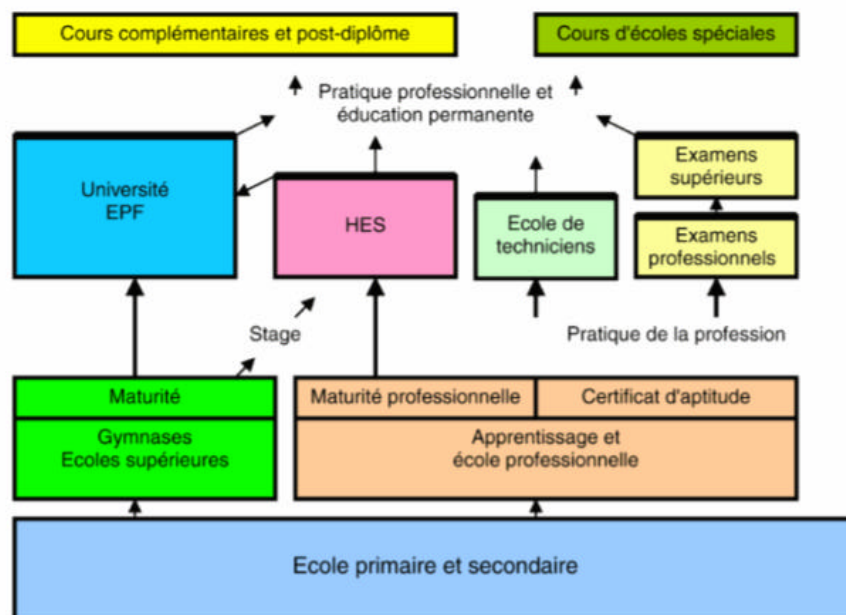 Cours complémentaires et post-diplôme
Cours d'écoles spéciales
Pratique professionnelle et
éducation permanente
Université
EPF
HES
Ecole de
techniciens
Examens
supérieurs
Examens
professionnels
Stage
Pratique de la profession
Maturité
Maturité professionnelle
Certificat d'aptitude
Gymnases
Ecoles supérieures
Apprentissage et
école professionnelle
Ecole primaire et secondaire